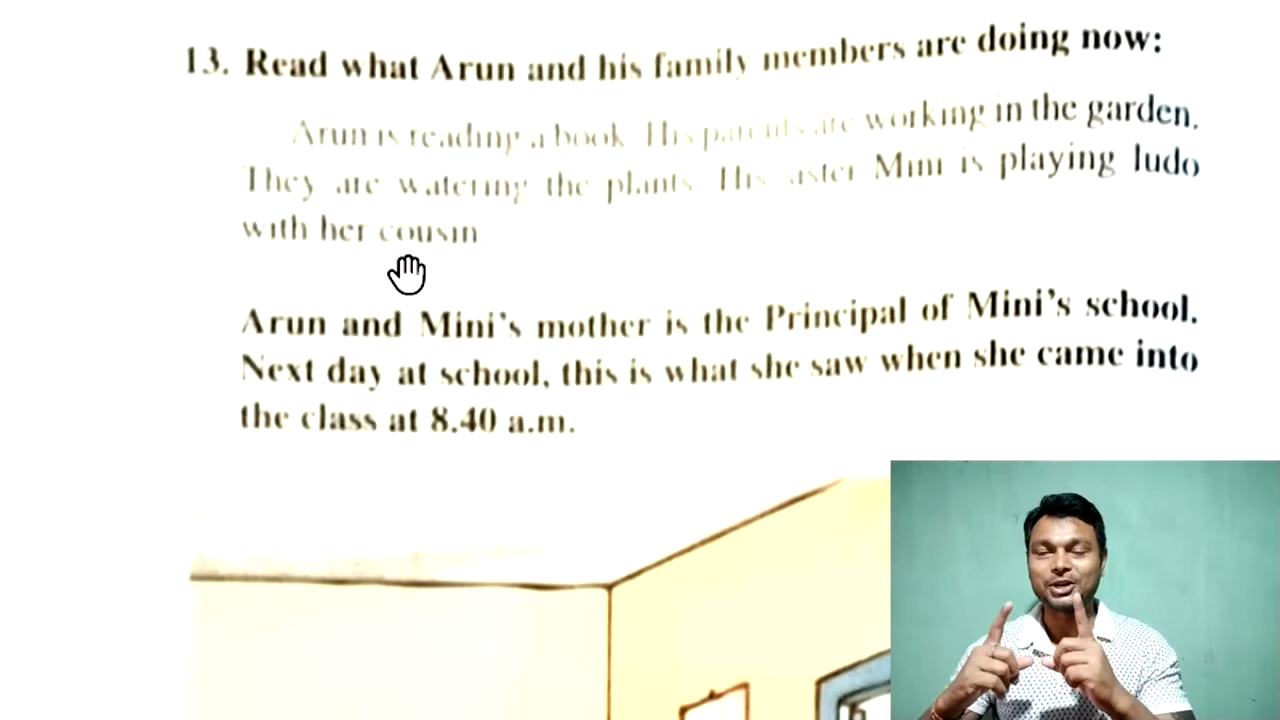 13. Read what Arun and his family members are doing now:
Arun is reading a book. His parents are working in the garden.
They are watering the plants. His sister Mini is playing ludo
with her cousin
Arun and Mini's mother is the Principal of Mini's school.
Next day at school, this is what she saw when she came into
the class at 8.40 a.m.